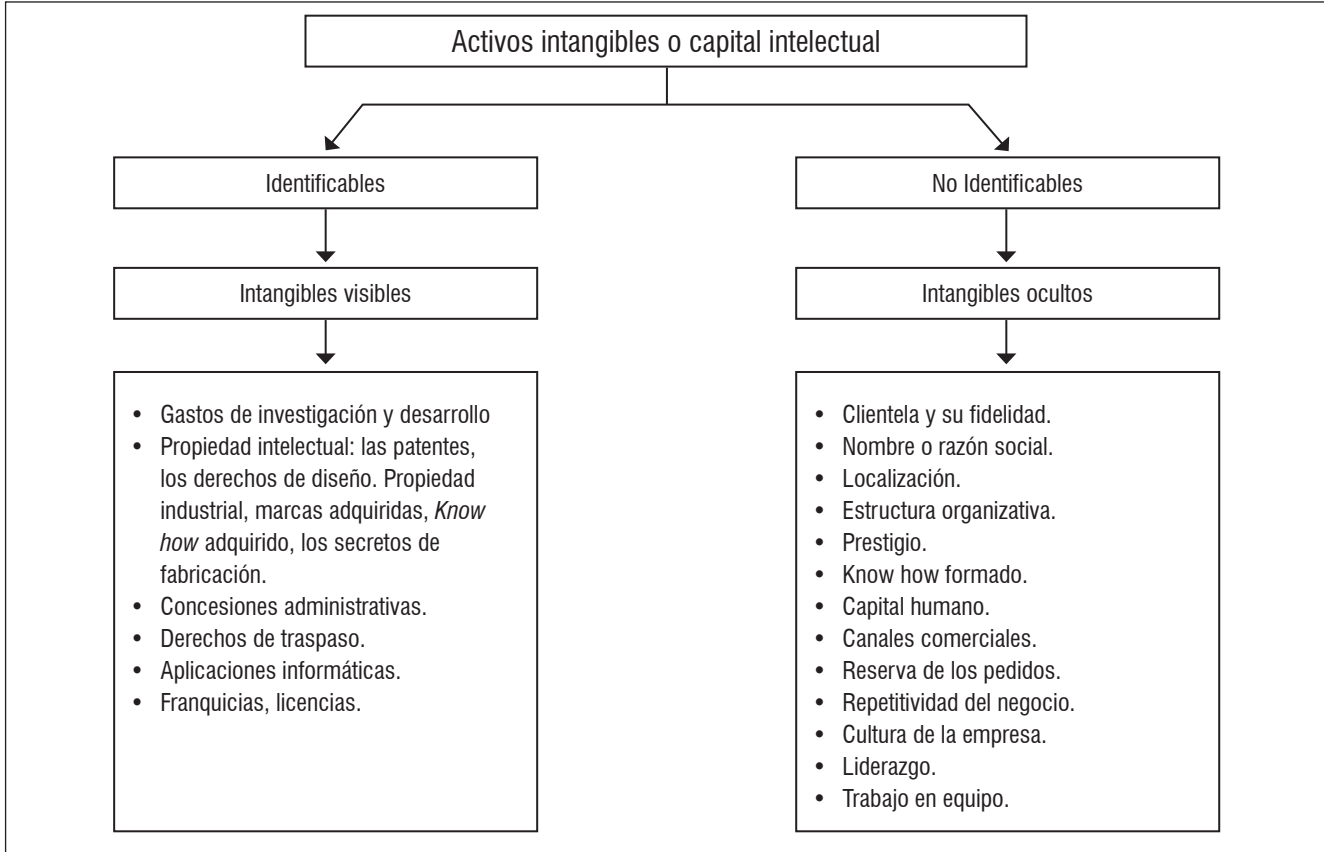 Activos intangibles o capital intelectual
Identificables
Intangibles visibles
• Gastos de investigación y desarrollo
• Propiedad intelectual: las patentes,
los derechos de diseño. Propiedad
industrial, marcas adquiridas, Know
how adquirido, los secretos de
fabricación.
• Concesiones administrativas.
• Derechos de traspaso.
• Aplicaciones informáticas.
• Franquicias, licencias.
No Identificables
Intangibles ocultos
• Clientela y su fidelidad.
• Nombre o razón social.
• Localización.
• Estructura organizativa.
• Prestigio.
• Know how formado.
• Capital humano.
• Canales comerciales.
• Reserva de los pedidos.
• Repetitividad del negocio.
• Cultura de la empresa.
• Liderazgo.
• Trabajo en equipo.